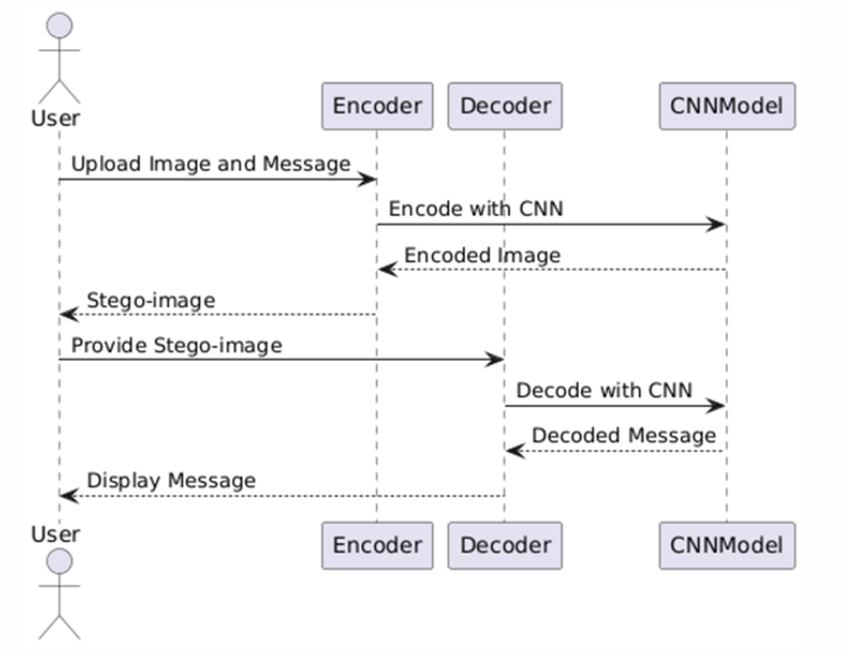 User
Encoder
Decoder
CNNModel
Upload Image and Message
Encode with CNN
Encoded Image
Stego-image
Provide Stego-image
Decode with CNN
Decoded Message
Display Message
User
Encoder
Decoder
CNNModel